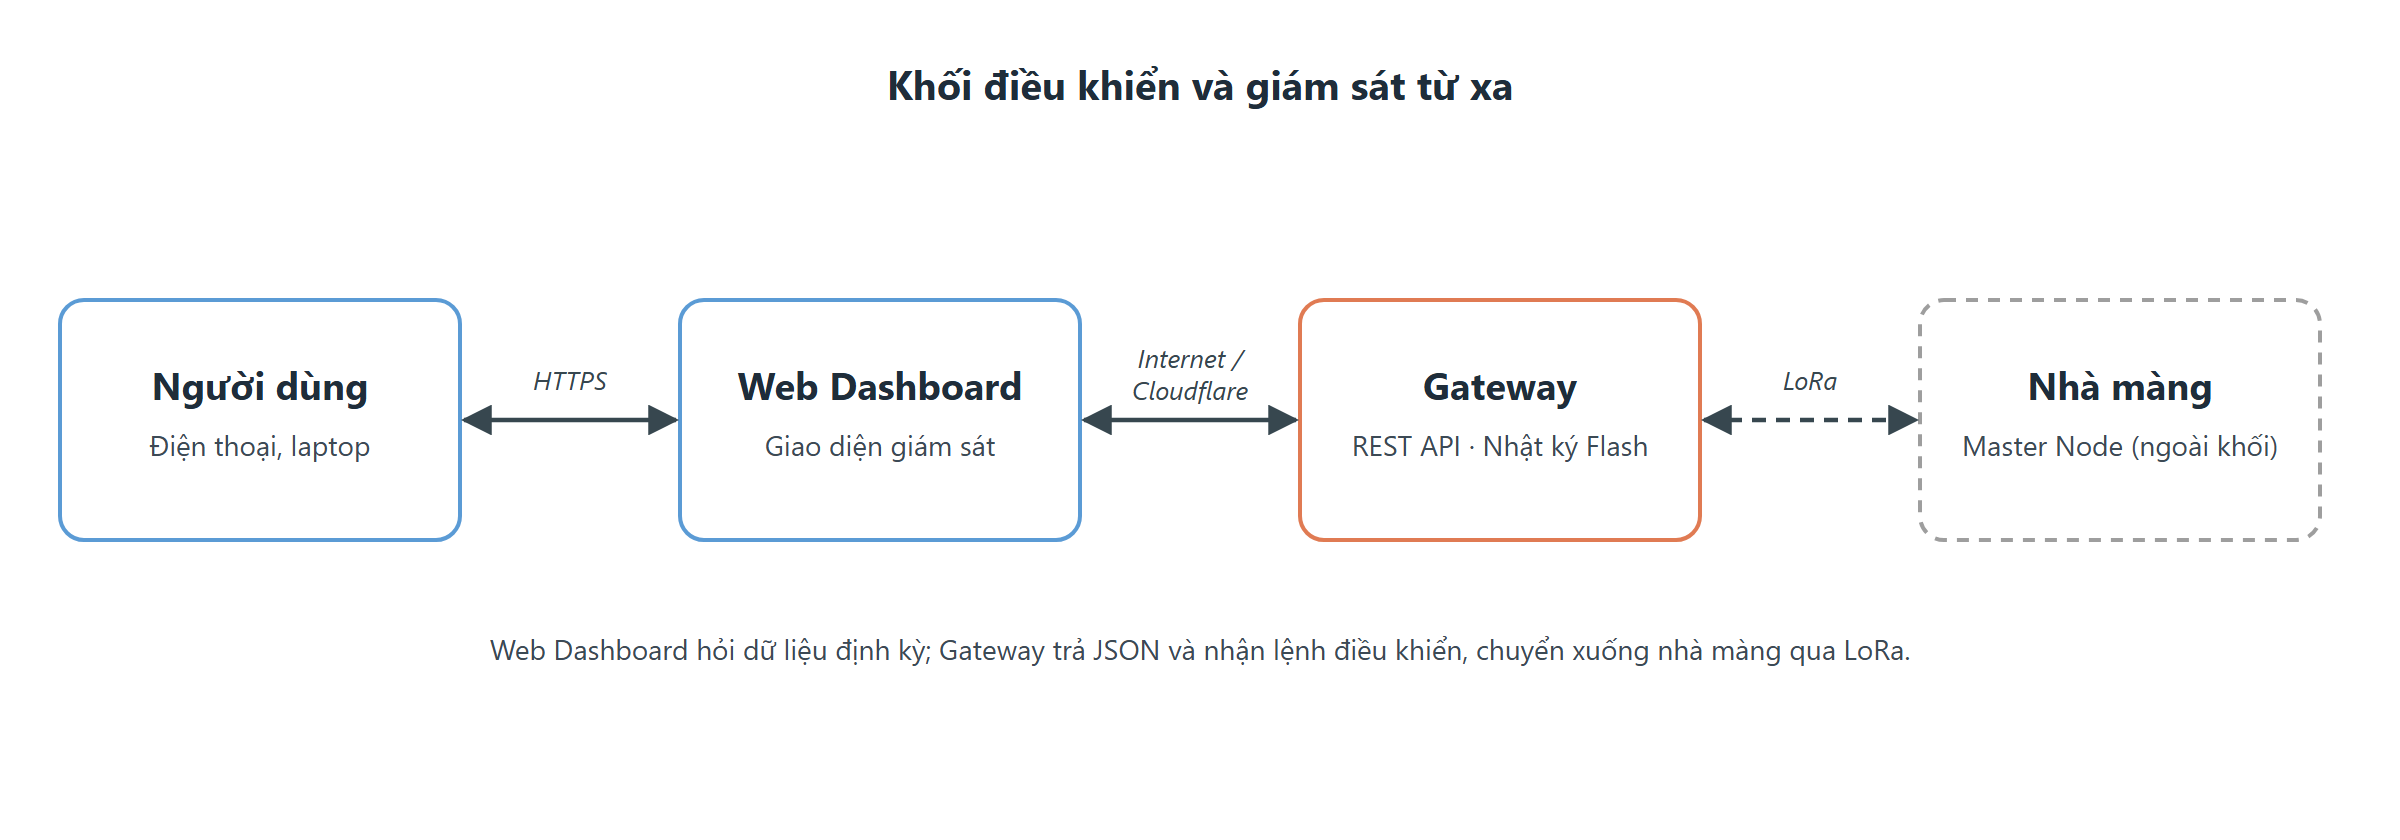 Khối điều khiển và giám sát từ xa
Người dùng
Điện thoại, laptop
HTTPS
Web Dashboard
Giao diện giám sát
Internet /
Cloudflare
Gateway
REST API · Nhật ký Flash
LoRa
Nhà màng
Master Node (ngoài khối)
Web Dashboard hỏi dữ liệu định kỳ; Gateway trả JSON và nhận lệnh điều khiển, chuyển xuống nhà màng qua LoRa.